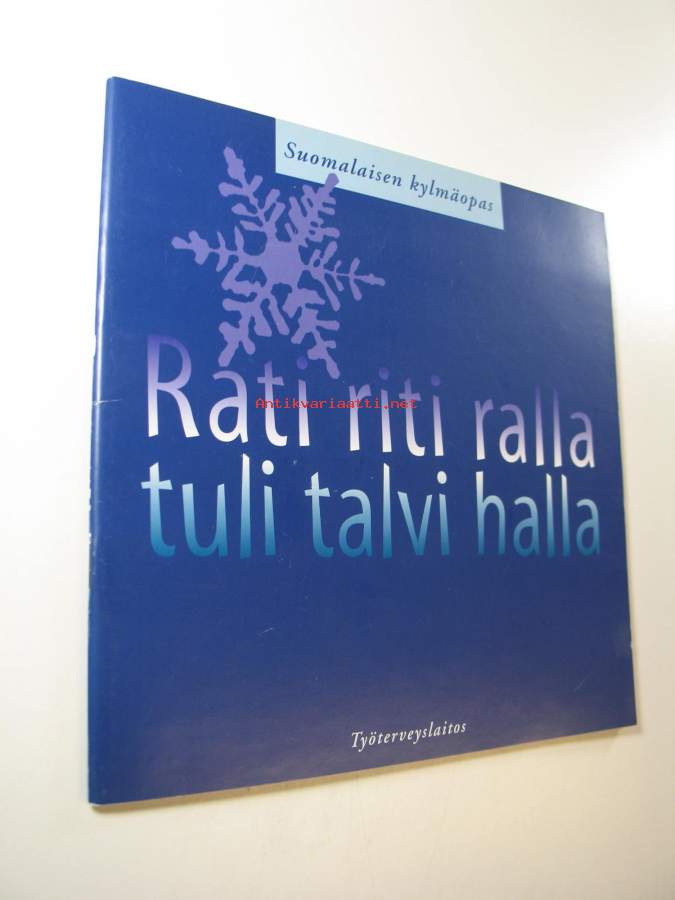 Suomalaisen kylmäopas
Rati riti ralla
Antikvariaatti.net
tuli talvi halla
Työterveyslaitos